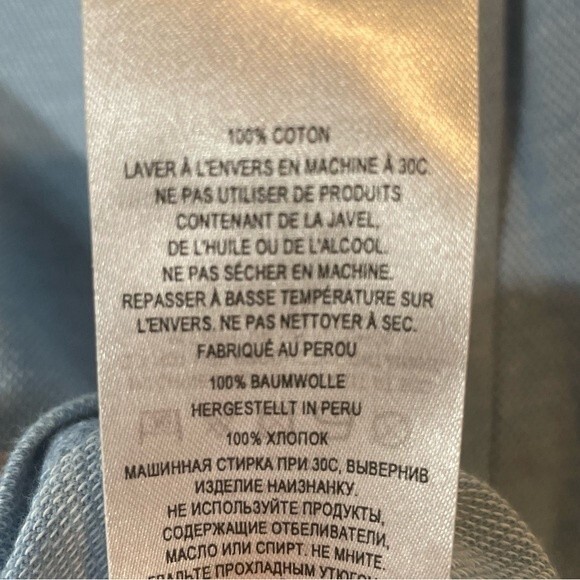 100% COTON
LAVER À L'ENVERS EN MACHINE À 30C.
NE PAS UTILISER DE PRODUITS
CONTENANT DE LA JAVEL,
DE L'HUILE OU DE L'ALCOOL.
NE PAS SÉCHER EN MACHINE.
REPASSER À BASSE TEMPÉRATURE SUR
L'ENVERS. NE PAS NETTOYER À SEC.
FABRIQUÉ AU PEROU
100% BAUMWOLLE
HERGESTELLT IN PERU
100% ХЛОПОК
МАШИННАЯ СТИРКА ПРИ 30С, ВЫВЕРНИВ
ИЗДЕЛИЕ НАИЗНАНКУ.
НЕ ИСПОЛЬЗУЙТЕ ПРОДУКТЫ,
СОДЕРЖАЩИЕ ОТБЕЛИВАТЕЛИ,
МАСЛО ИЛИ СПИРТ. НЕ МНИТЕ.
ПРОХЛАДНЫМ УТЮГОМ